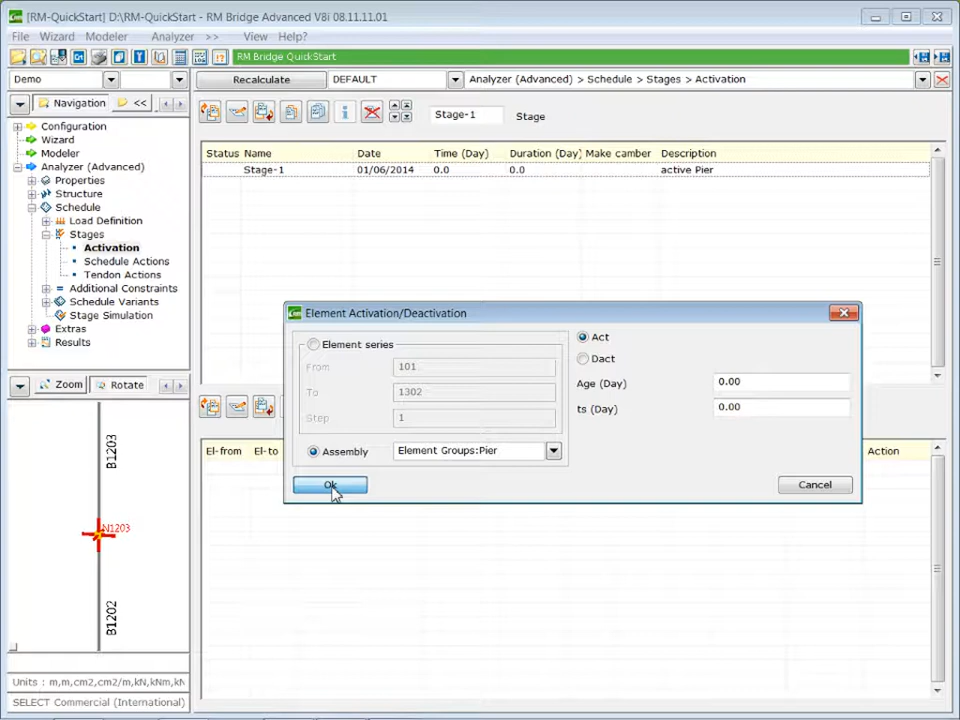 [RM-QuickStart] D:\RM-QuickStart - RM Bridge Advanced V8i 08.11.11.01
File Wizard Modeler Analyzer >> View Help?
RM Bridge QuickStart
Demo Recalculate DEFAULT Analyzer (Advanced) > Schedule > Stages > Activation
Navigation << Stage-1 Stage
Configuration
Wizard
Modeler
Analyzer (Advanced)
Properties
Structure
Schedule
Load Definition
Stages
Activation
Schedule Actions
Tendon Actions
Additional Constraints
Schedule Variants
Stage Simulation
Extras
Results
Status Name Date Time (Day) Duration (Day) Make camber Description
Stage-1 01/06/2014 0.0 0.0 active Pier
Element Activation/Deactivation
Element series
From 101
To 1302
Step 1
Assembly Element Groups:Pier
Act
Dact
Age (Day) 0.00
ts (Day) 0.00
Ok Cancel
Zoom Rotate
El-from El-to Action
B1203
N1203
B1202
Units : m,m,cm2,cm2/m,kN,kNm,kN
SELECT Commercial (International)